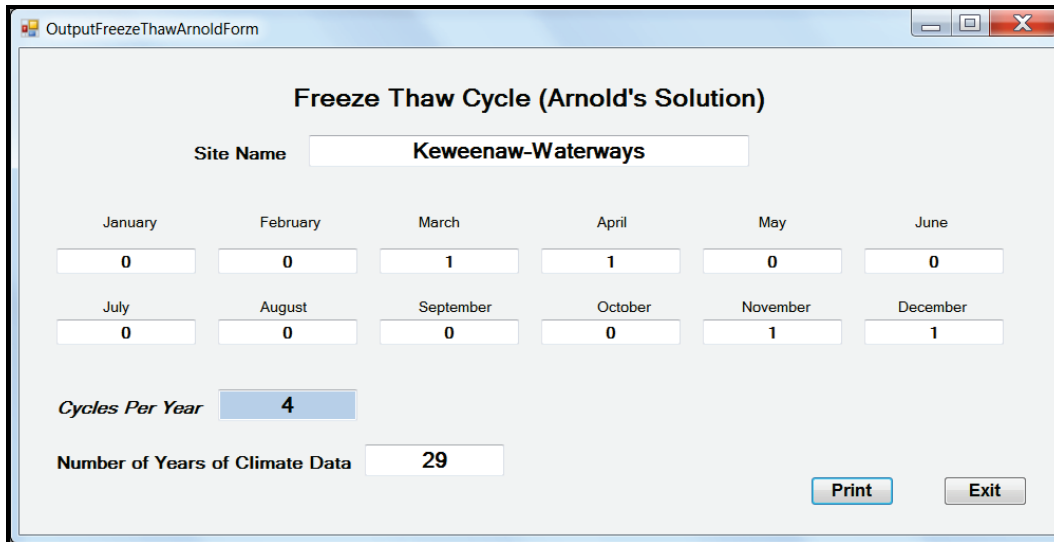 OutputFreezeThawArnoldForm
Freeze Thaw Cycle (Arnold's Solution)
Site Name Keweenaw-Waterways
January February March April May June
0 0 1 1 0 0
July August September October November December
0 0 0 0 1 1
Cycles Per Year 4
Number of Years of Climate Data 29
Print Exit